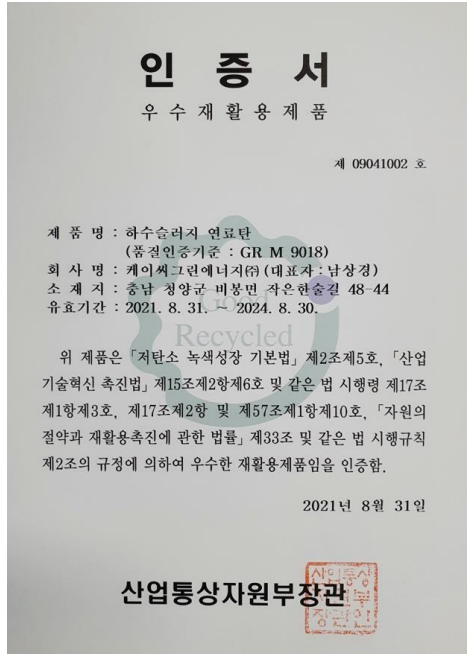 인 증 서
우수재활용제품
제 09041002 호
제 품 명 : 하수슬러지 연료탄
(품질인증기준 : GR M 9018)
회 사 명 : 케이씨그린에너지㈜ (대표자 : 남상경)
소 재 지 : 충남 청양군 비봉면 작은한술길 48-44
유효기간 : 2021. 8. 31. ~ 2024. 8. 30.
Good
Recycled
위 제품은 「저탄소 녹색성장 기본법」 제2조제5호, 「산업
기술혁신 촉진법」 제15조제2항제6호 및 같은 법 시행령 제17조
제1항제3호, 제17조제2항 및 제57조제1항제10호, 「자원의
절약과 재활용촉진에 관한 법률」 제33조 및 같은 법 시행규칙
제2조의 규정에 의하여 우수한 재활용제품임을 인증함.
2021년 8월 31일
산업통상자원부장관